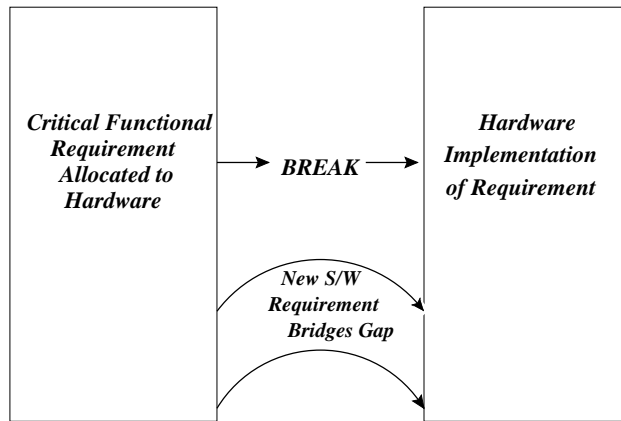 Critical Functional
Requirement
Allocated to
Hardware
BREAK
Hardware
Implementation
of Requirement
New S/W
Requirement
Bridges Gap